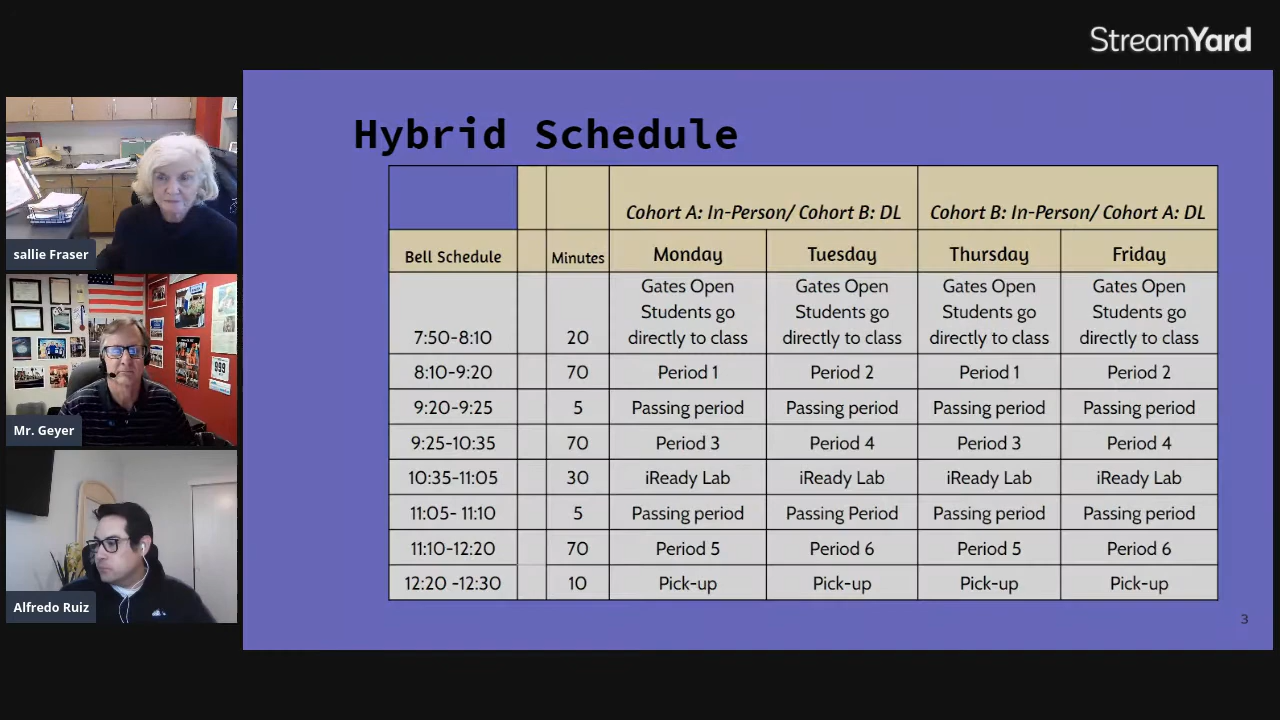 StreamYard
Hybrid Schedule
Cohort A: In-Person/ Cohort B: DL Cohort B: In-Person/ Cohort A: DL
Bell Schedule Minutes Monday Tuesday Thursday Friday
Gates Open Gates Open Gates Open Gates Open
Students go Students go Students go Students go
7:50-8:10 20 directly to class directly to class directly to class directly to class
8:10-9:20 70 Period 1 Period 2 Period 1 Period 2
9:20-9:25 5 Passing period Passing period Passing period Passing period
9:25-10:35 70 Period 3 Period 4 Period 3 Period 4
10:35-11:05 30 iReady Lab iReady Lab iReady Lab iReady Lab
11:05- 11:10 5 Passing period Passing Period Passing period Passing period
11:10-12:20 70 Period 5 Period 6 Period 5 Period 6
12:20 -12:30 10 Pick-up Pick-up Pick-up Pick-up
3
sallie Fraser
Mr. Geyer
999
Alfredo Ruiz